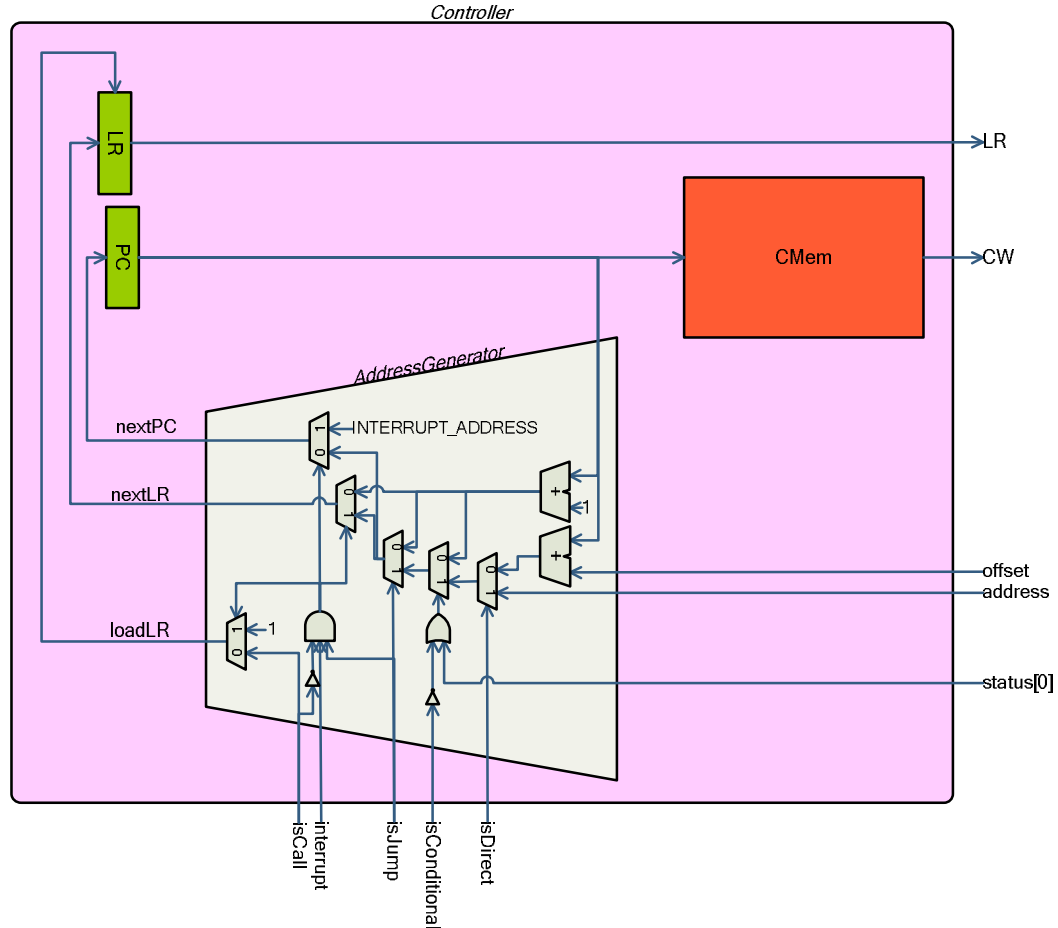 Controller
LR
LR
PC
CMem
CW
AddressGenerator
nextPC
1
0
INTERRUPT_ADDRESS
nextLR
0
1
+
1
+
0
1
0
1
0
1
offset
address
loadLR
1
0
1
status[0]
isCall
interrupt
isJump
isConditional
isDirect